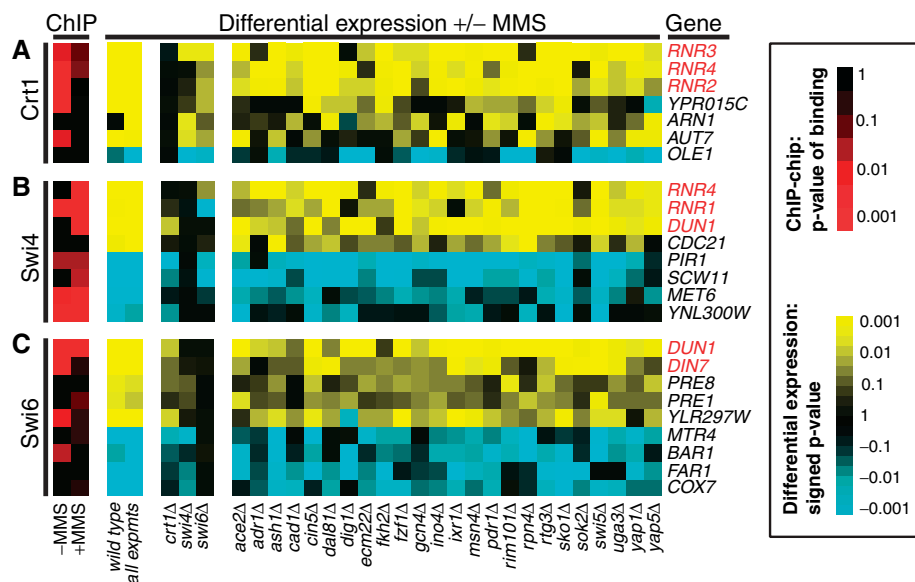 ChIP Differential expression +/– MMS Gene
A
Crt1
RNR3
RNR4
RNR2
YPR015C
ARN1
AUT7
OLE1
B
Swi4
RNR4
RNR1
DUN1
CDC21
PIR1
SCW11
MET6
YNL300W
C
Swi6
DUN1
DIN7
PRE8
PRE1
YLR297W
MTR4
BAR1
FAR1
COX7
–MMS
+MMS
wild type
all expmts
crt1Δ
swi4Δ
swi6Δ
ace2Δ
adr1Δ
ash1Δ
cad1Δ
cin5Δ
dal81Δ
dig1Δ
ecm22Δ
fkh2Δ
fzf1Δ
gcn4Δ
ino4Δ
ixr1Δ
msn4Δ
pdr1Δ
rim101Δ
rpn4Δ
rtg3Δ
sko1Δ
sok2Δ
swi5Δ
uga3Δ
yap1Δ
yap5Δ
ChIP-chip:
p-value of binding
1
0.1
0.01
0.001
Differential expression:
signed p-value
0.001
0.01
0.1
1
–0.1
–0.01
–0.001